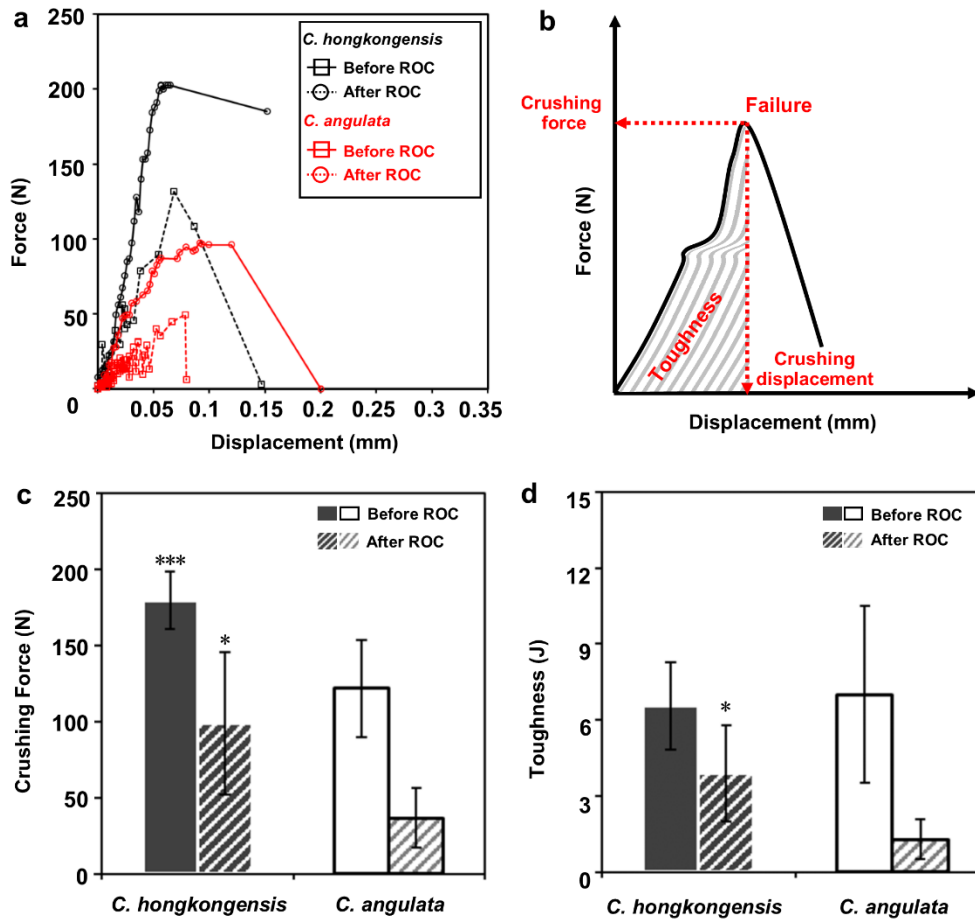 a
250
200
150
100
50
0
Force (N)
0.05
0.1
0.15
0.2
0.25
0.3
0.35
Displacement (mm)
C. hongkongensis
Before ROC
After ROC
C. angulata
Before ROC
After ROC
b
Crushing
force
Failure
Toughness
Crushing
displacement
Force (N)
Displacement (mm)
c
250
200
150
100
50
0
Crushing Force (N)
Before ROC
After ROC
***
*
C. hongkongensis
C. angulata
d
15
12
9
6
3
0
Toughness (J)
Before ROC
After ROC
*
C. hongkongensis
C. angulata